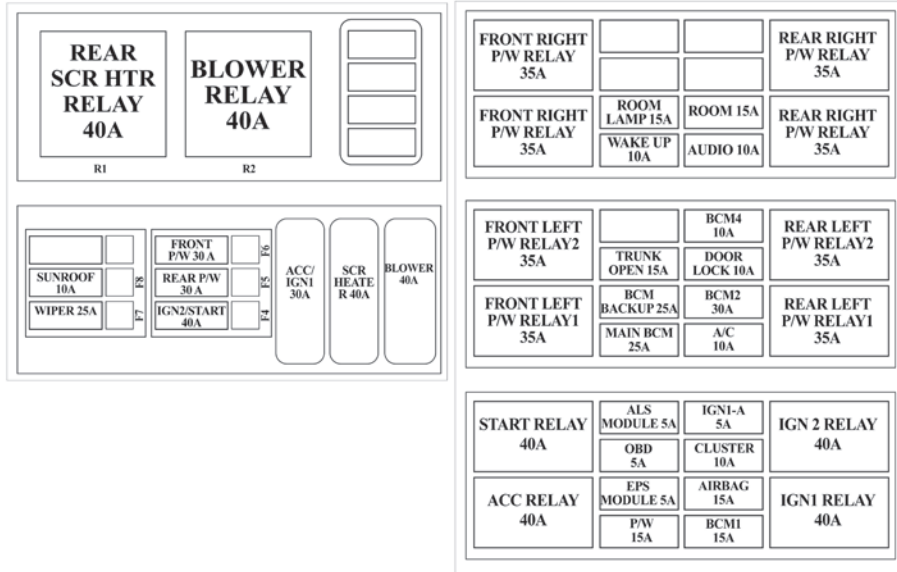 REAR
SCR HTR
RELAY
40A
R1
BLOWER
RELAY
40A
R2
SUNROOF
10A
F8
WIPER 25A
F7
FRONT
P/W 30 A
F6
REAR P/W
30 A
F5
IGN2/START
40A
F4
ACC/
IGN1
30A
SCR
HEATE
R 40A
BLOWER
40A
FRONT RIGHT
P/W RELAY
35A
REAR RIGHT
P/W RELAY
35A
FRONT RIGHT
P/W RELAY
35A
ROOM
LAMP 15A
ROOM 15A
WAKE UP
10A
AUDIO 10A
REAR RIGHT
P/W RELAY
35A
FRONT LEFT
P/W RELAY2
35A
BCM4
10A
TRUNK
OPEN 15A
DOOR
LOCK 10A
REAR LEFT
P/W RELAY2
35A
FRONT LEFT
P/W RELAY1
35A
BCM
BACKUP 25A
BCM2
30A
MAIN BCM
25A
A/C
10A
REAR LEFT
P/W RELAY1
35A
START RELAY
40A
ALS
MODULE 5A
IGN1-A
5A
OBD
5A
CLUSTER
10A
IGN 2 RELAY
40A
ACC RELAY
40A
EPS
MODULE 5A
AIRBAG
15A
P/W
15A
BCM1
15A
IGN1 RELAY
40A